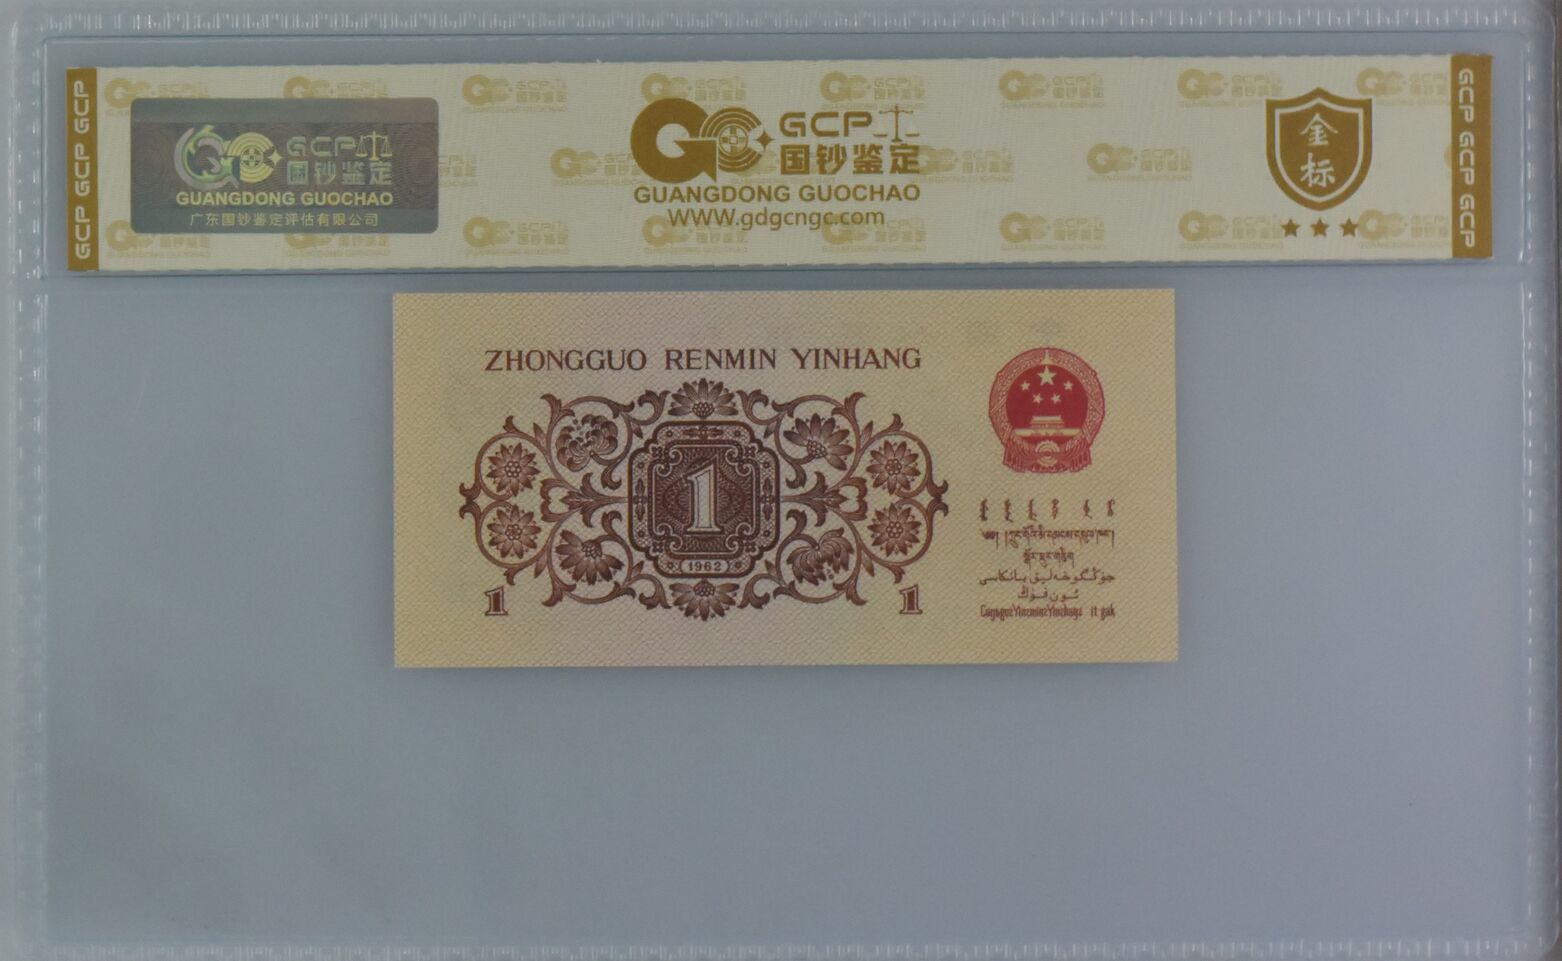 GCP GCP GCP
GCP
国钞鉴定
GUANGDONG GUOCHAO
广东国钞鉴定评估有限公司
GCP
国钞鉴定
GUANGDONG GUOCHAO
WWW.gdgcngc.com
金
标
GCP GCP GCP
ZHONGGUO RENMIN YINHANG
1
1962
1
1